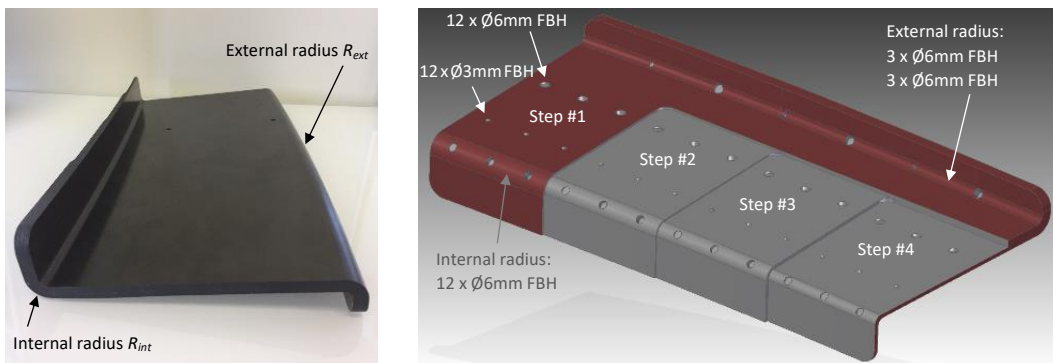 External radius Rext
Internal radius Rint
12 x Ø6mm FBH
12 x Ø3mm FBH
External radius:
3 x Ø6mm FBH
3 x Ø6mm FBH
Step #1
Step #2
Step #3
Step #4
Internal radius:
12 x Ø6mm FBH